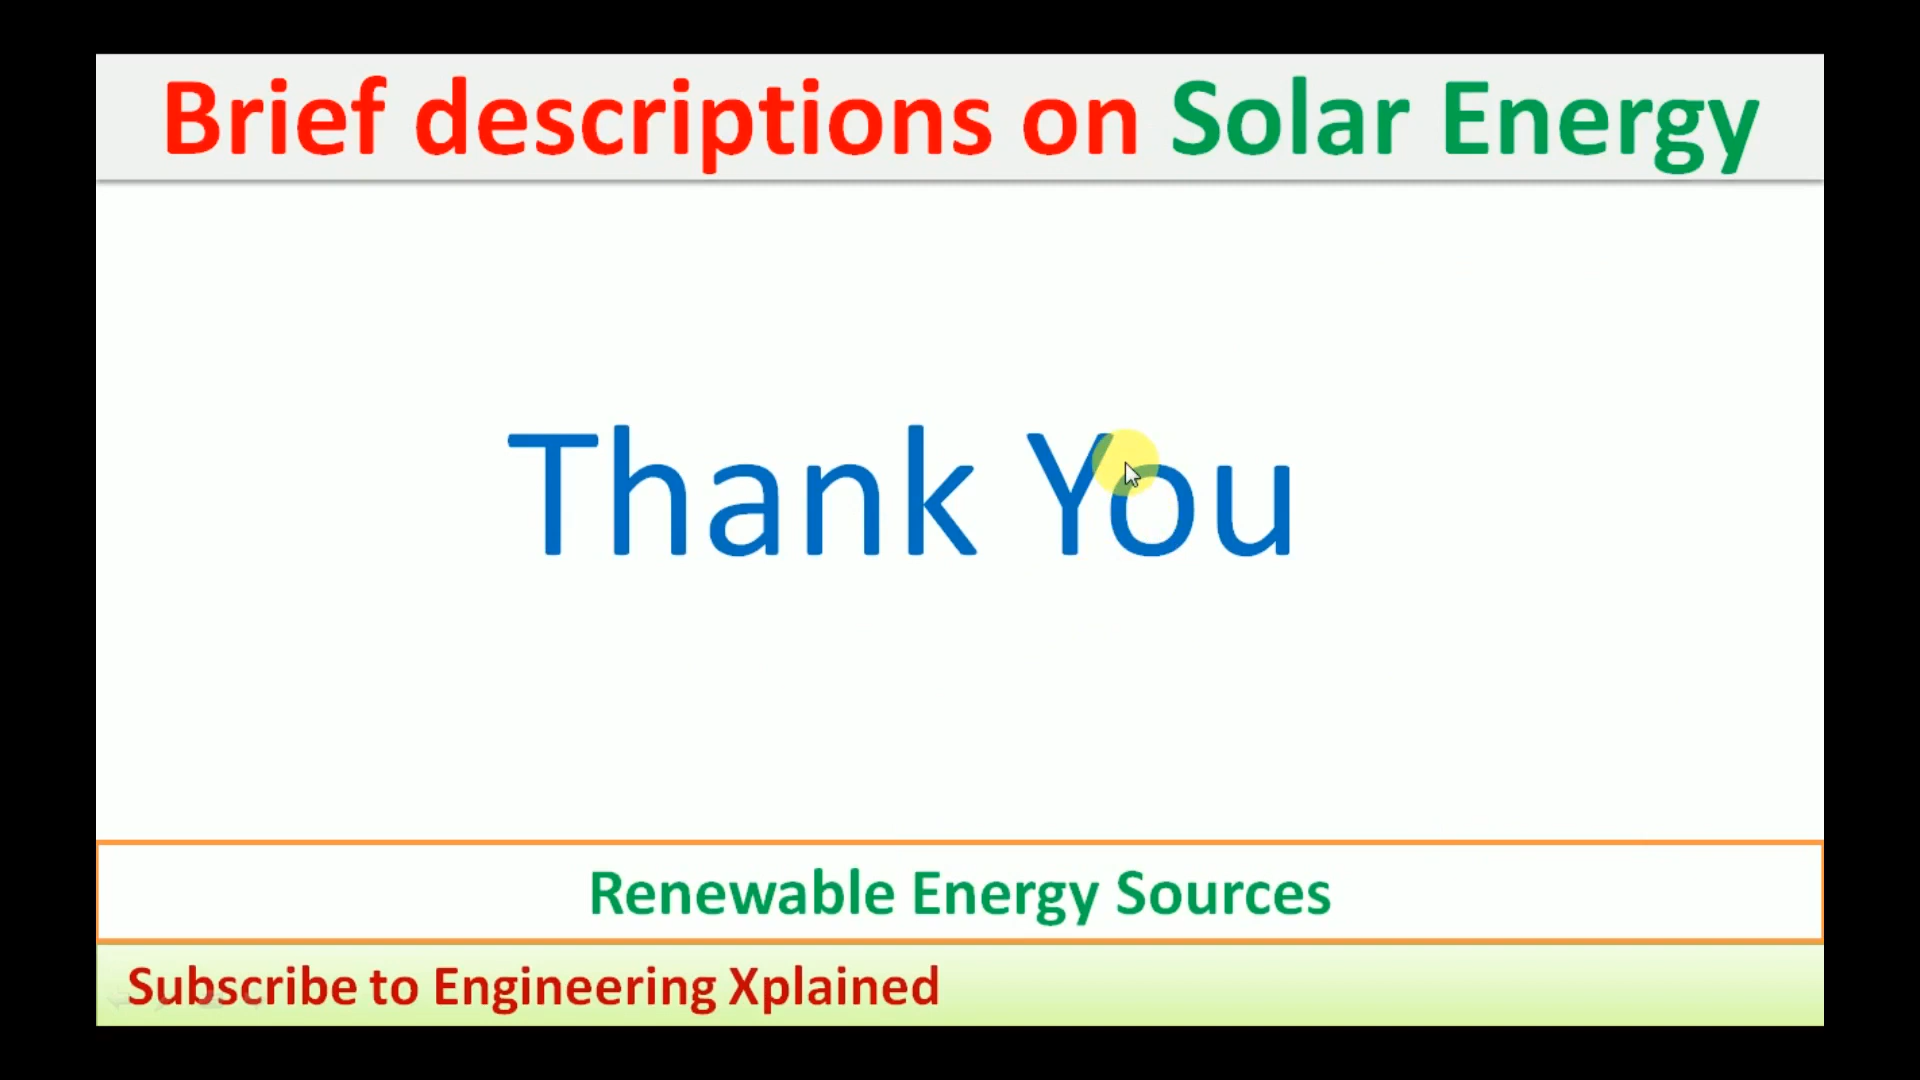 Brief descriptions on Solar Energy
Thank You
Renewable Energy Sources
Subscribe to Engineering Xplained